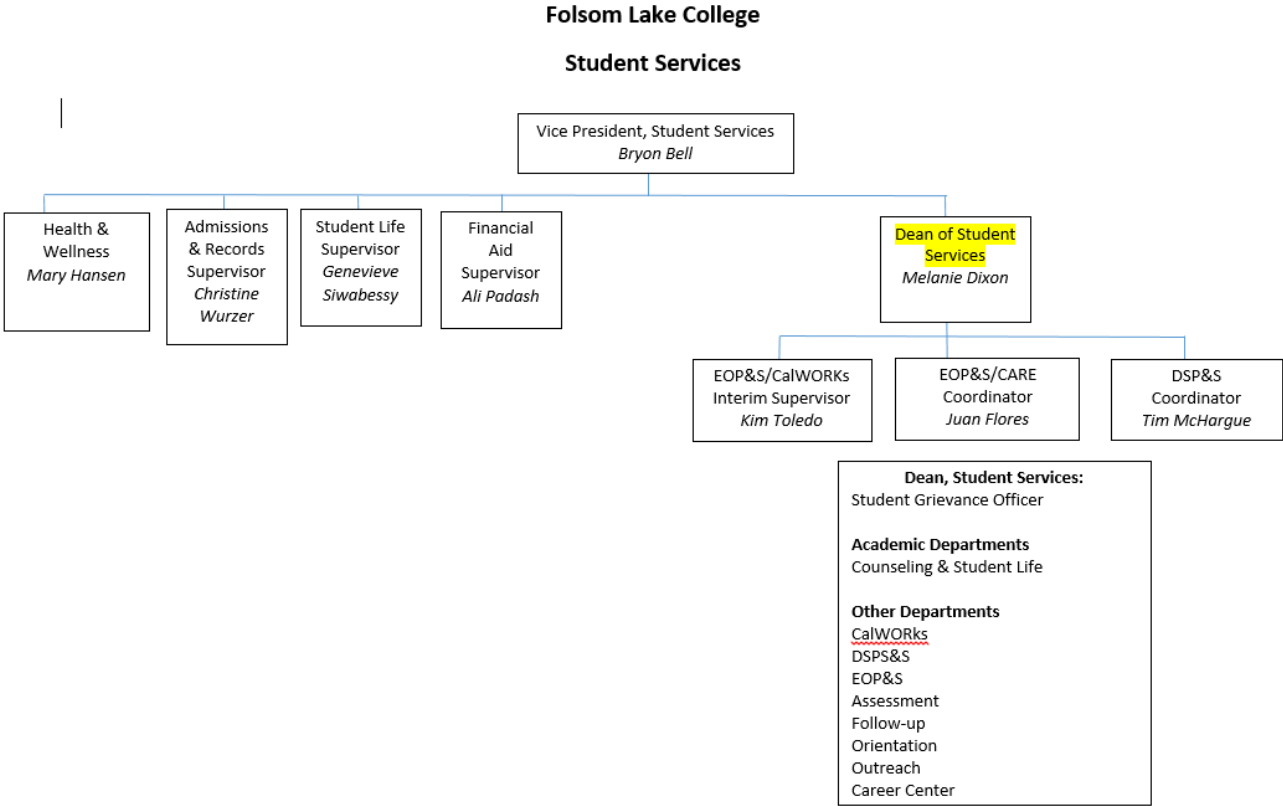 Folsom Lake College
Student Services
Vice President, Student Services
Bryon Bell
Health &
Wellness
Mary Hansen
Admissions
& Records
Supervisor
Christine
Wurzer
Student Life
Supervisor
Genevieve
Siwabessy
Financial
Aid
Supervisor
Ali Padash
Dean of Student
Services
Melanie Dixon
EOP&S/CalWORKs
Interim Supervisor
Kim Toledo
EOP&S/CARE
Coordinator
Juan Flores
DSP&S
Coordinator
Tim McHargue
Dean, Student Services:
Student Grievance Officer
Academic Departments
Counseling & Student Life
Other Departments
CalWORks
DSPS&S
EOP&S
Assessment
Follow-up
Orientation
Outreach
Career Center